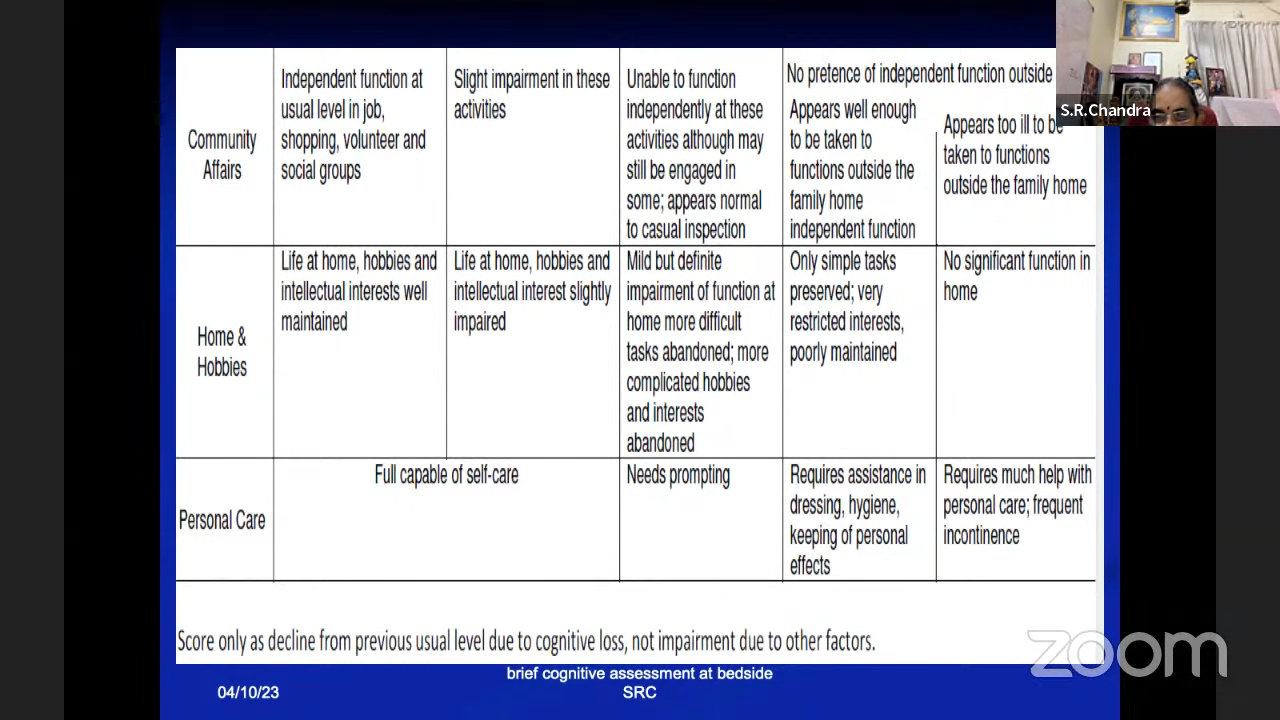 Community
Affairs
Independent function at
usual level in job,
shopping, volunteer and
social groups
Slight impairment in these
activities
Unable to function
independently at these
activities although may
still be engaged in
some; appears normal
to casual inspection
No pretence of independent function outside
Appears well enough
to be taken to
functions outside the
family home
independent function
Appears too ill to be
taken to functions
outside the family home
Home &
Hobbies
Life at home, hobbies and
intellectual interests well
maintained
Life at home, hobbies and
intellectual interest slightly
impaired
Mild but definite
impairment of function at
home more difficult
tasks abandoned; more
complicated hobbies
and interests
abandoned
Only simple tasks
preserved; very
restricted interests,
poorly maintained
No significant function in
home
Personal Care
Full capable of self-care
Needs prompting
Requires assistance in
dressing, hygiene,
keeping of personal
effects
Requires much help with
personal care; frequent
incontinence
Score only as decline from previous usual level due to cognitive loss, not impairment due to other factors.
04/10/23
brief cognitive assessment at bedside
SRC
S.R.Chandra
zoom